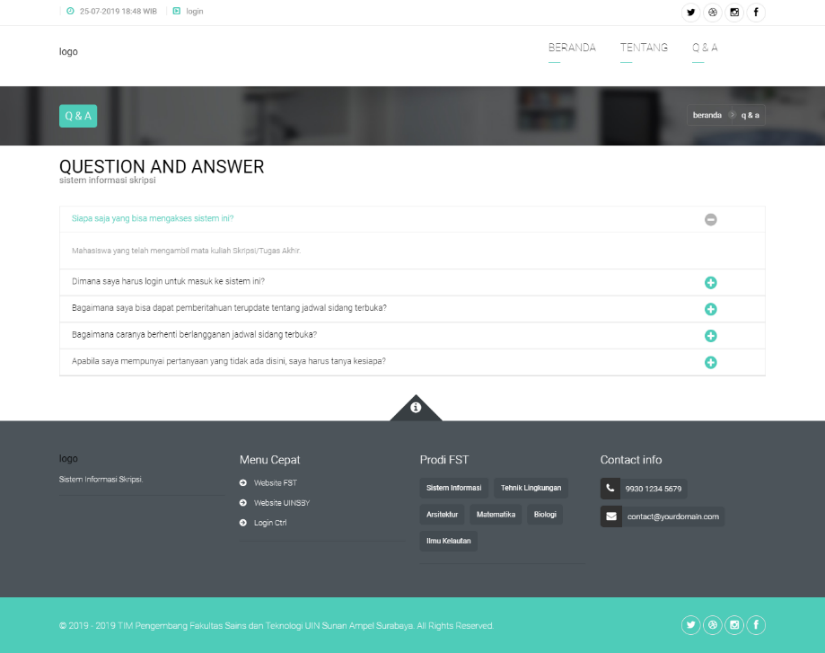 25-07-2019 18:48 WIB login
logo
BERANDA TENTANG Q & A
Q & A
beranda q & a
QUESTION AND ANSWER
sistem informasi skripsi
Siapa saja yang bisa mengakses sistem ini?
Mahasiswa yang telah mengambil mata kuliah Skripsi/Tugas Akhir.
Dimana saya harus login untuk masuk ke sistem ini?
Bagaimana saya bisa dapat pemberitahuan terupdate tentang jadwal sidang terbuka?
Bagaimana caranya berhenti berlangganan jadwal sidang terbuka?
Apabila saya mempunyai pertanyaan yang tidak ada disini, saya harus tanya kesiapa?
logo
Sistem Informasi Skripsi.
Menu Cepat
Website FST
Website UINSBY
Login Ctrl
Prodi FST
Sistem Informasi Tehnik Lingkungan
Arsitektur Matematika Biologi
Ilmu Kelautan
Contact info
9930 1234 5679
contact@yourdomain.com
© 2019 - 2019 TIM Pengembang Fakultas Sains dan Teknologi UIN Sunan Ampel Surabaya. All Rights Reserved.